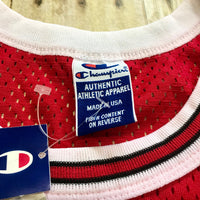 Champion
AUTHENTIC
ATHLETIC APPAREL
MADE IN USA
FIBER CONTENT
ON REVERSE